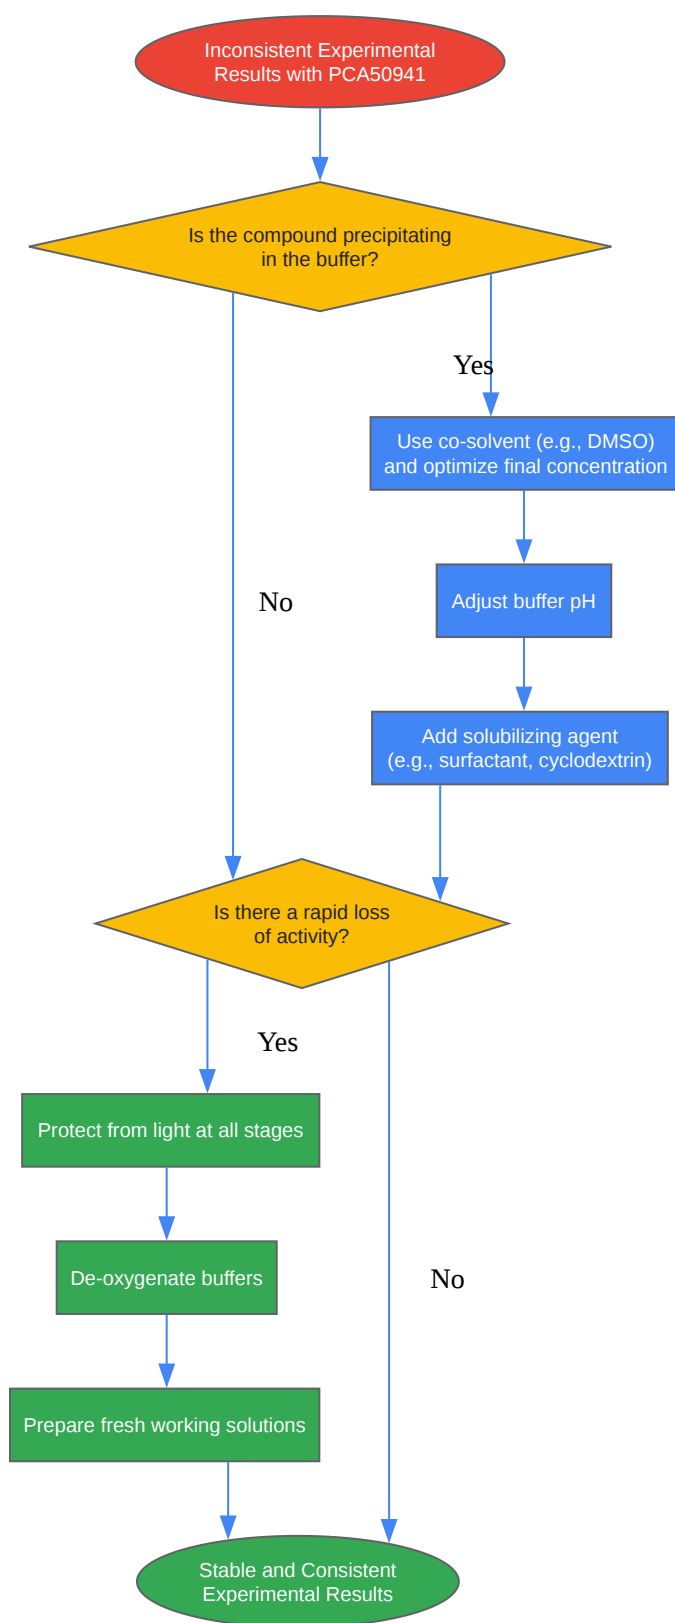 Inconsistent Experimental
Results with PCA50941
Is the compound precipitating
in the buffer?
Yes
Use co-solvent (e.g., DMSO)
and optimize final concentration
No
Adjust buffer pH
Add solubilizing agent
(e.g., surfactant, cyclodextrin)
Is there a rapid loss
of activity?
Yes
Protect from light at all stages
De-oxygenate buffers
No
Prepare fresh working solutions
Stable and Consistent
Experimental Results